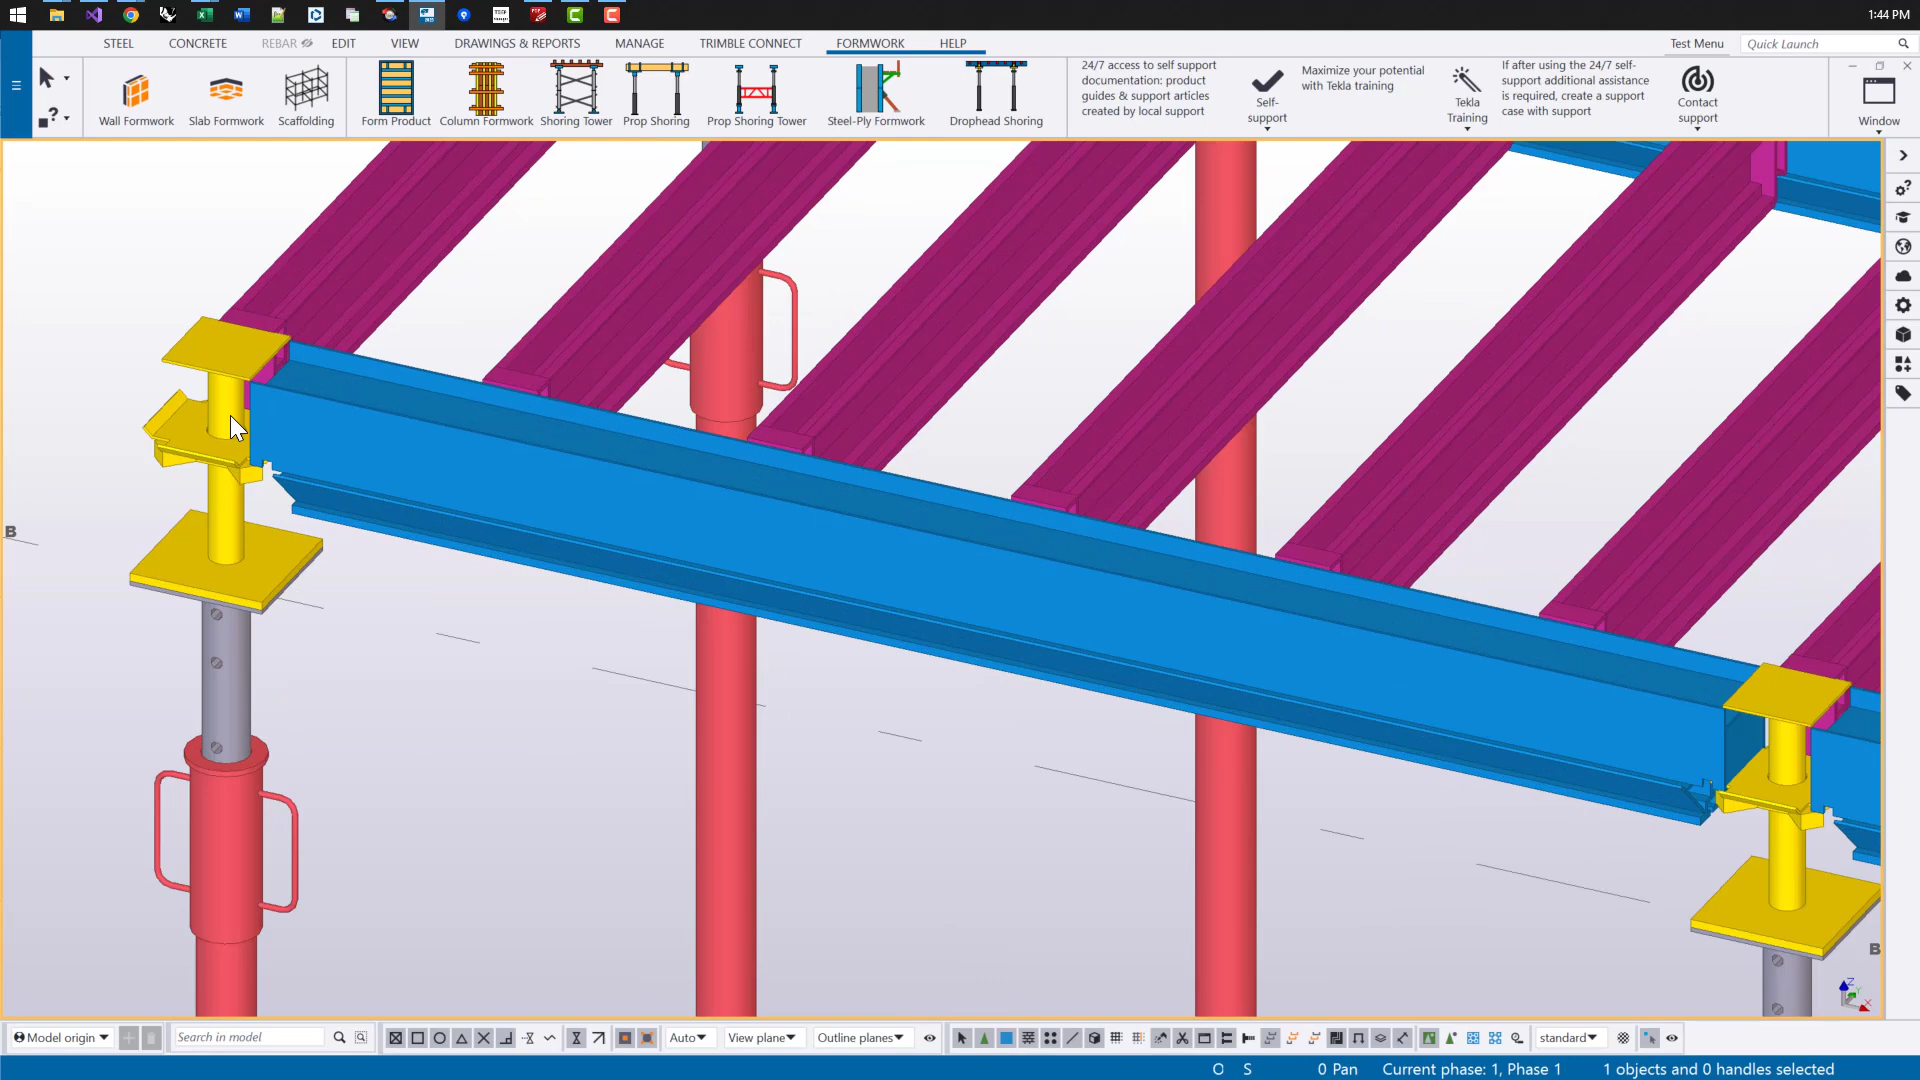 1:44 PM
STEEL CONCRETE REBAR EDIT VIEW DRAWINGS & REPORTS MANAGE TRIMBLE CONNECT FORMWORK HELP Test Menu Quick Launch
Wall Formwork Slab Formwork Scaffolding Form Product Column Formwork Shoring Tower Prop Shoring Prop Shoring Tower Steel-Ply Formwork Drophead Shoring
24/7 access to self support
documentation: product
guides & support articles
created by local support
Self-
support
Maximize your potential
with Tekla training
Tekla
Training
If after using the 24/7 self-
support additional assistance
is required, create a support
case with support
Contact
support
Window
B
B
Z
Y
X
Model origin Search in model Auto View plane Outline planes standard
O S 0 Pan Current phase: 1, Phase 1 1 objects and 0 handles selected